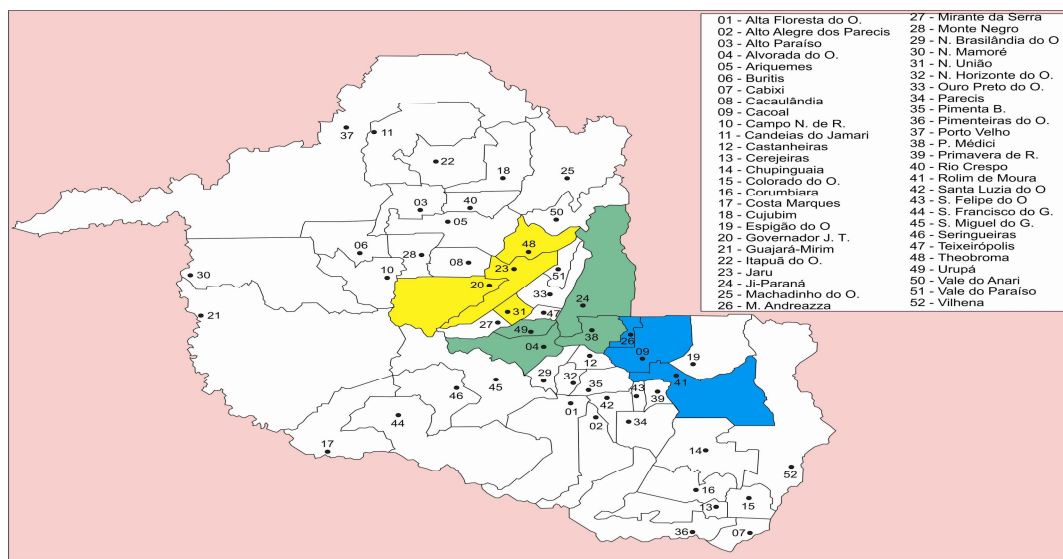 01 - Alta Floresta do O.
02 - Alto Alegre dos Parecis
03 - Alto Paraíso
04 - Alvorada do O.
05 - Ariquemes
06 - Buritis
07 - Cabixi
08 - Cacaulândia
09 - Cacoal
10 - Campo N. de R.
11 - Candeias do Jamari
12 - Castanheiras
13 - Cerejeiras
14 - Chupinguaia
15 - Colorado do O.
16 - Corumbiara
17 - Costa Marques
18 - Cujubim
19 - Espigão do O
20 - Governador J. T.
21 - Guajará-Mirim
22 - Itapuã do O.
23 - Jaru
24 - Ji-Paraná
25 - Machadinho do O.
26 - M. Andreazza
27 - Mirante da Serra
28 - Monte Negro
29 - N. Brasilândia do O
30 - N. Mamoré
31 - N. União
32 - N. Horizonte do O.
33 - Ouro Preto do O.
34 - Parecis
35 - Pimenta B.
36 - Pimenteiras do O.
37 - Porto Velho
38 - P. Médici
39 - Primavera de R.
40 - Rio Crespo
41 - Rolim de Moura
42 - Santa Luzia do O
43 - S. Felipe do O
44 - S. Francisco do G.
45 - S. Miguel do G.
46 - Seringueiras
47 - Teixeirópolis
48 - Theobroma
49 - Urupá
50 - Vale do Anari
51 - Vale do Paraíso
52 - Vilhena
37
11
22
18
25
03
40
05
50
06
28
08
48
23
51
30
10
20
33
24
21
31
47
27
49
38
26
04
12
09
19
41
29
32
45
46
35
43
39
42
01
44
02
34
17
14
52
16
15
13
36
07